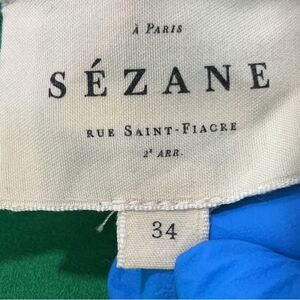 À PARIS
SÉZANE
RUE SAINT-FIACRE
2ᵉ ARR.
34